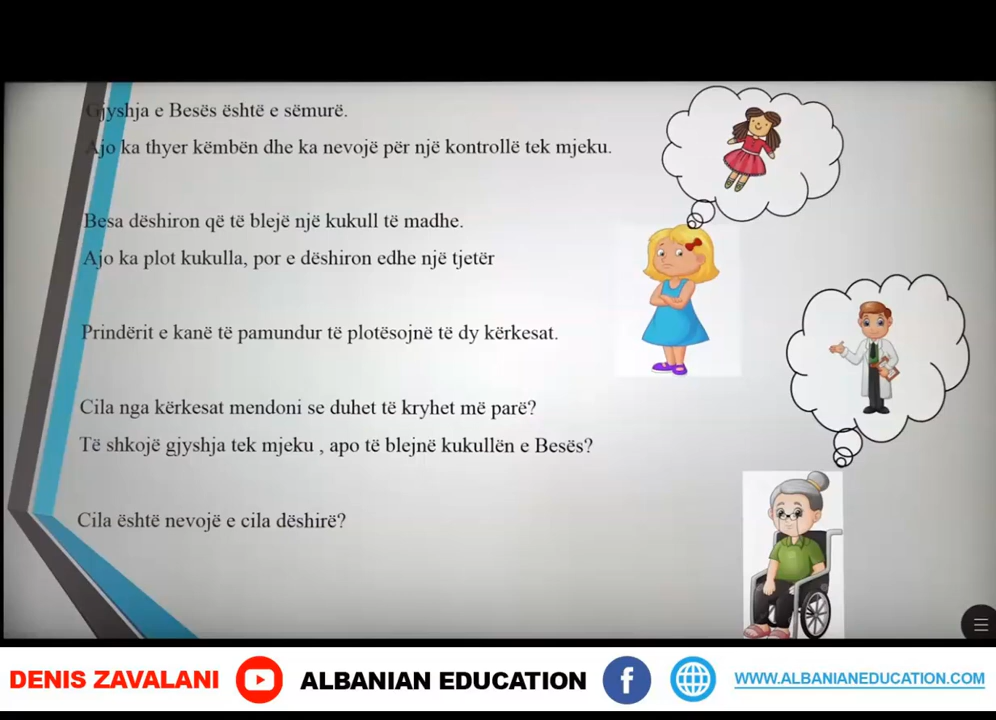 Gjyshja e Besës është e sëmurë.
Ajo ka thyer këmbën dhe ka nevojë për një kontrollë tek mjeku.
Besa dëshiron që të blejë një kukull të madhe.
Ajo ka plot kukulla, por e dëshiron edhe një tjetër
Prindërit e kanë të pamundur të plotësojnë të dy kërkesat.
Cila nga kërkesat mendoni se duhet të kryhet më parë?
Të shkojë gjyshja tek mjeku , apo të blejnë kukullën e Besës?
Cila është nevojë e cila dëshirë?
DENIS ZAVALANI ALBANIAN EDUCATION f WWW.ALBANIANEDUCATION.COM